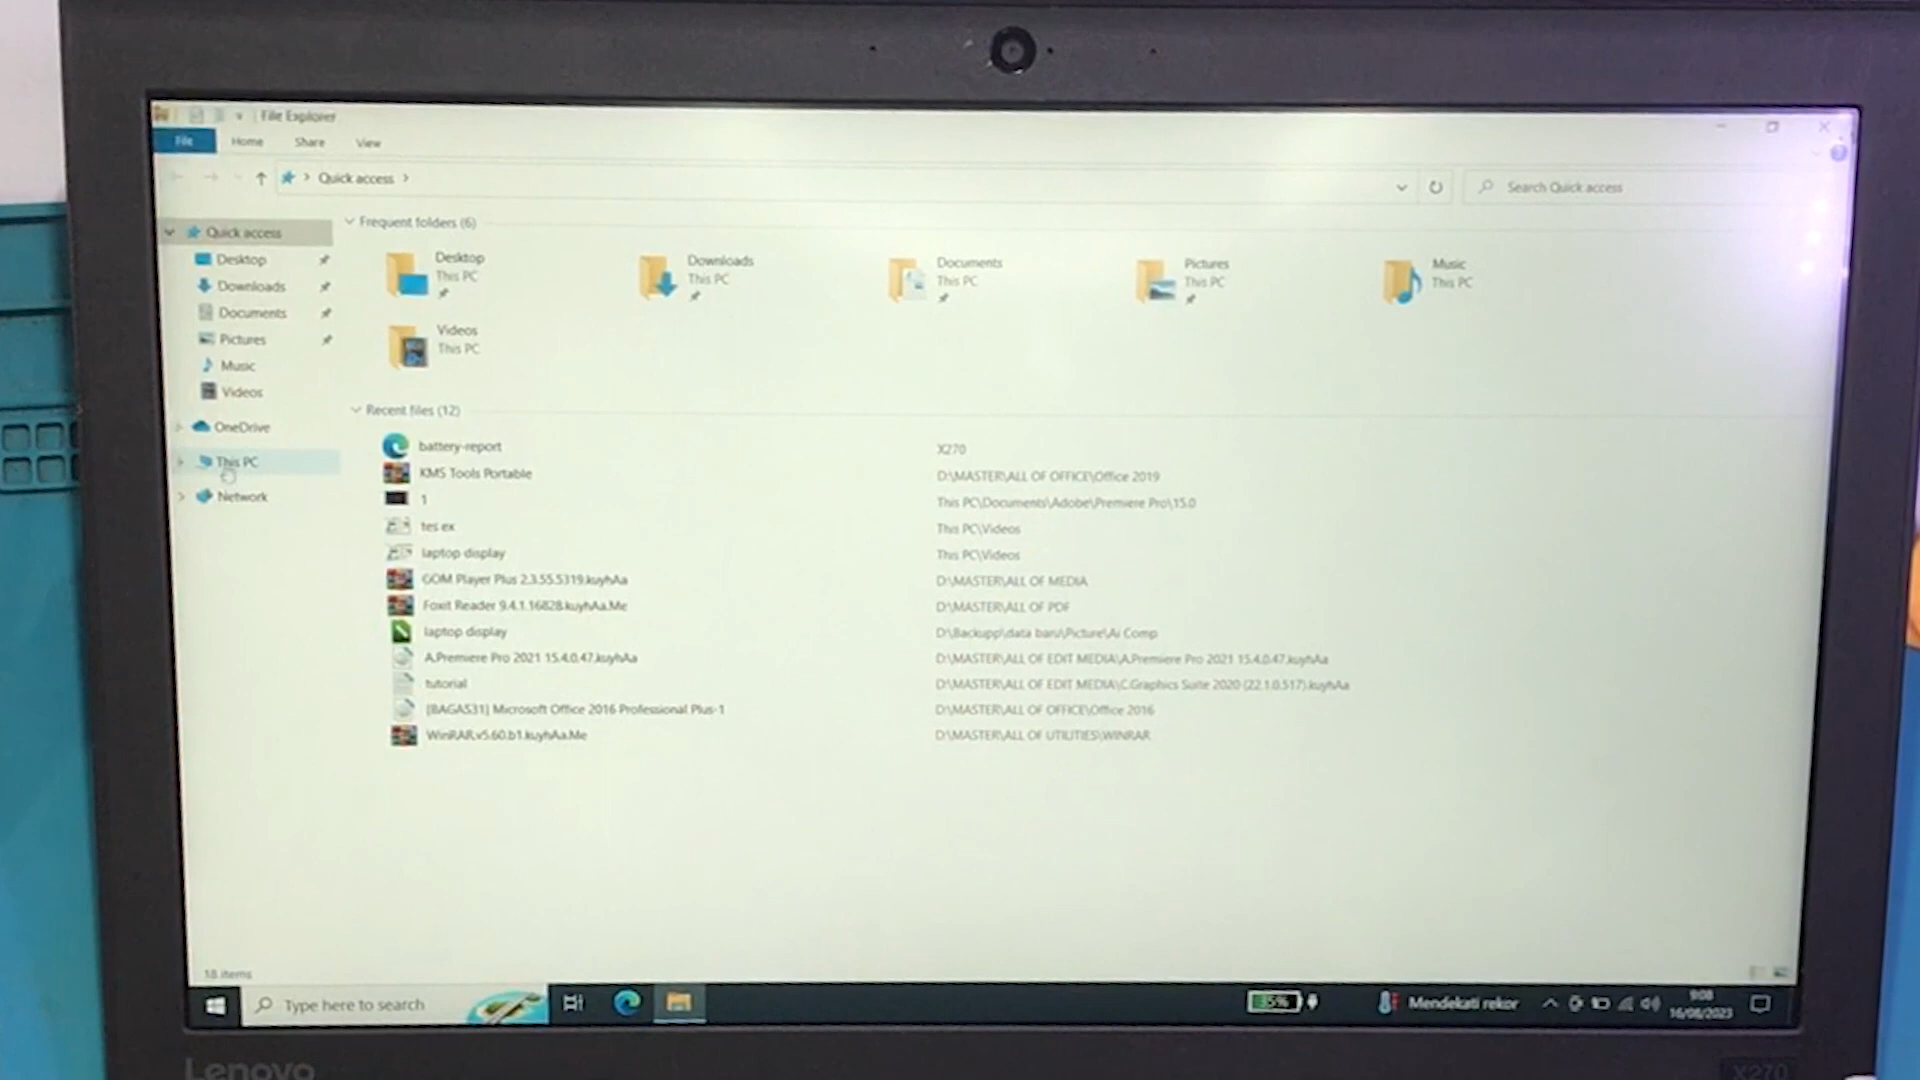 File Explorer
File Home Share View
Quick access
Search Quick access
Quick access
Desktop
Downloads
Documents
Pictures
Music
Videos
OneDrive
This PC
Network
Frequent folders (6)
Desktop
This PC
Downloads
This PC
Documents
This PC
Pictures
This PC
Music
This PC
Videos
This PC
Recent files (12)
battery-report X270
KMS Tools Portable D:\MASTER\ALL OF OFFICE\Office 2019
1 This PC\Documents\Adobe\Premiere Pro\15.0
tes ex This PC\Videos
laptop display This PC\Videos
GOM Player Plus 2.3.55.5319.kuyhAa D:\MASTER\ALL OF MEDIA
Foxit Reader 9.4.1.16828.kuyhAa.Me D:\MASTER\ALL OF PDF
laptop display D:\Backupp\data baru\Picture\Ai Comp
A.Premiere Pro 2021 15.4.0.47.kuyhAa D:\MASTER\ALL OF EDIT MEDIA\A.Premiere Pro 2021 15.4.0.47.kuyhAa
tutorial D:\MASTER\ALL OF EDIT MEDIA\C.Graphics Suite 2020 (22.1.0.517).kuyhAa
[BAGAS31] Microsoft Office 2016 Professional Plus-1 D:\MASTER\ALL OF OFFICE\Office 2016
WinRAR.v5.60.b1.kuyhAa.Me D:\MASTER\ALL OF UTILITIES\WINRAR
18 items
Type here to search
35%
Mendekati rekor
9:08
16/08/2023
Lenovo
X270